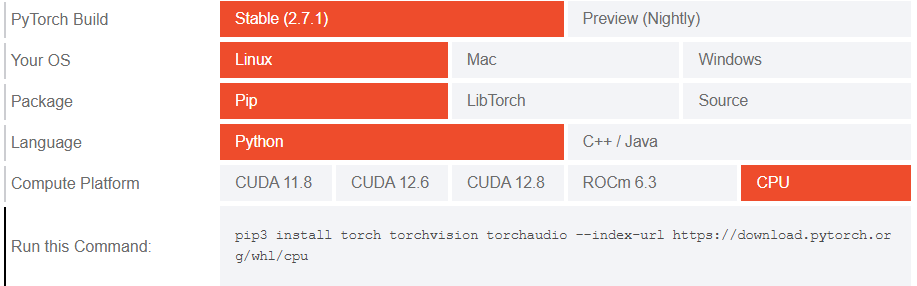 PyTorch Build Stable (2.7.1) Preview (Nightly)
Your OS Linux Mac Windows
Package Pip LibTorch Source
Language Python C++ / Java
Compute Platform CUDA 11.8 CUDA 12.6 CUDA 12.8 ROCm 6.3 CPU
Run this Command: pip3 install torch torchvision torchaudio --index-url https://download.pytorch.or
g/whl/cpu